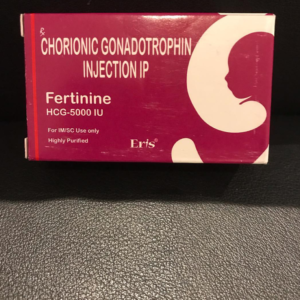 CHORIONIC GONADOTROPHIN
INJECTION IP
Fertinine
HCG-5000 IU
For IM/SC Use only
Highly Purified
Eris